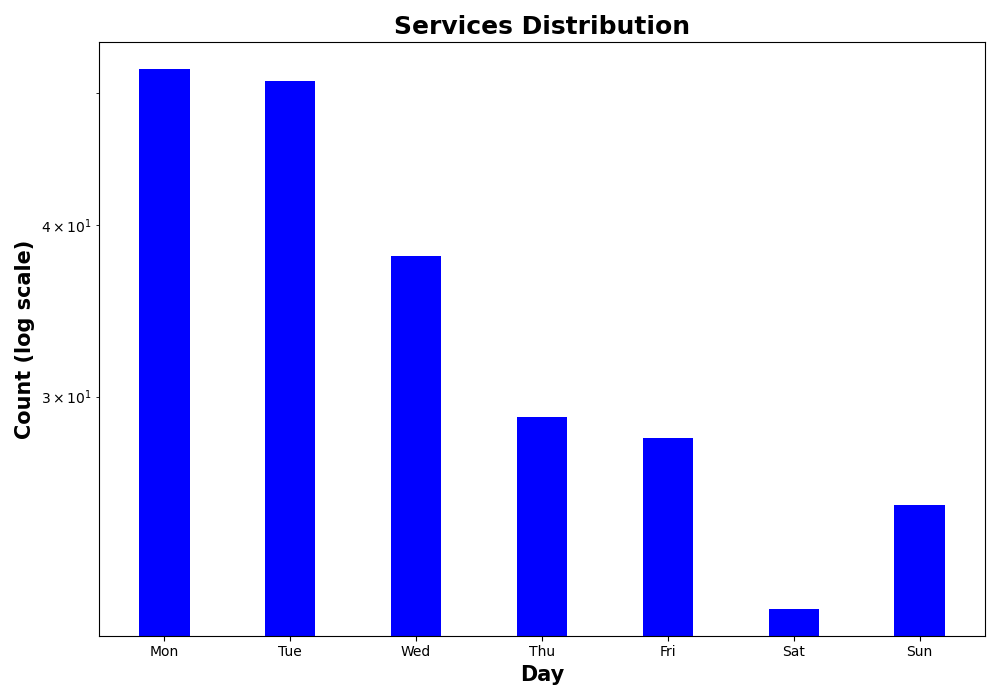 Services Distribution
Count (log scale)
4 × 10¹
3 × 10¹
Mon Tue Wed Thu Fri Sat Sun
Day